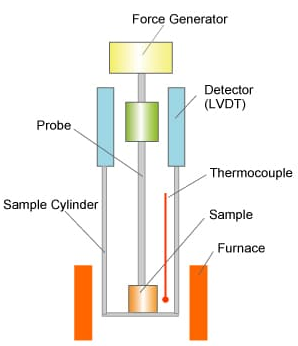 Force Generator
Detector
(LVDT)
Probe
Thermocouple
Sample Cylinder
Sample
Furnace